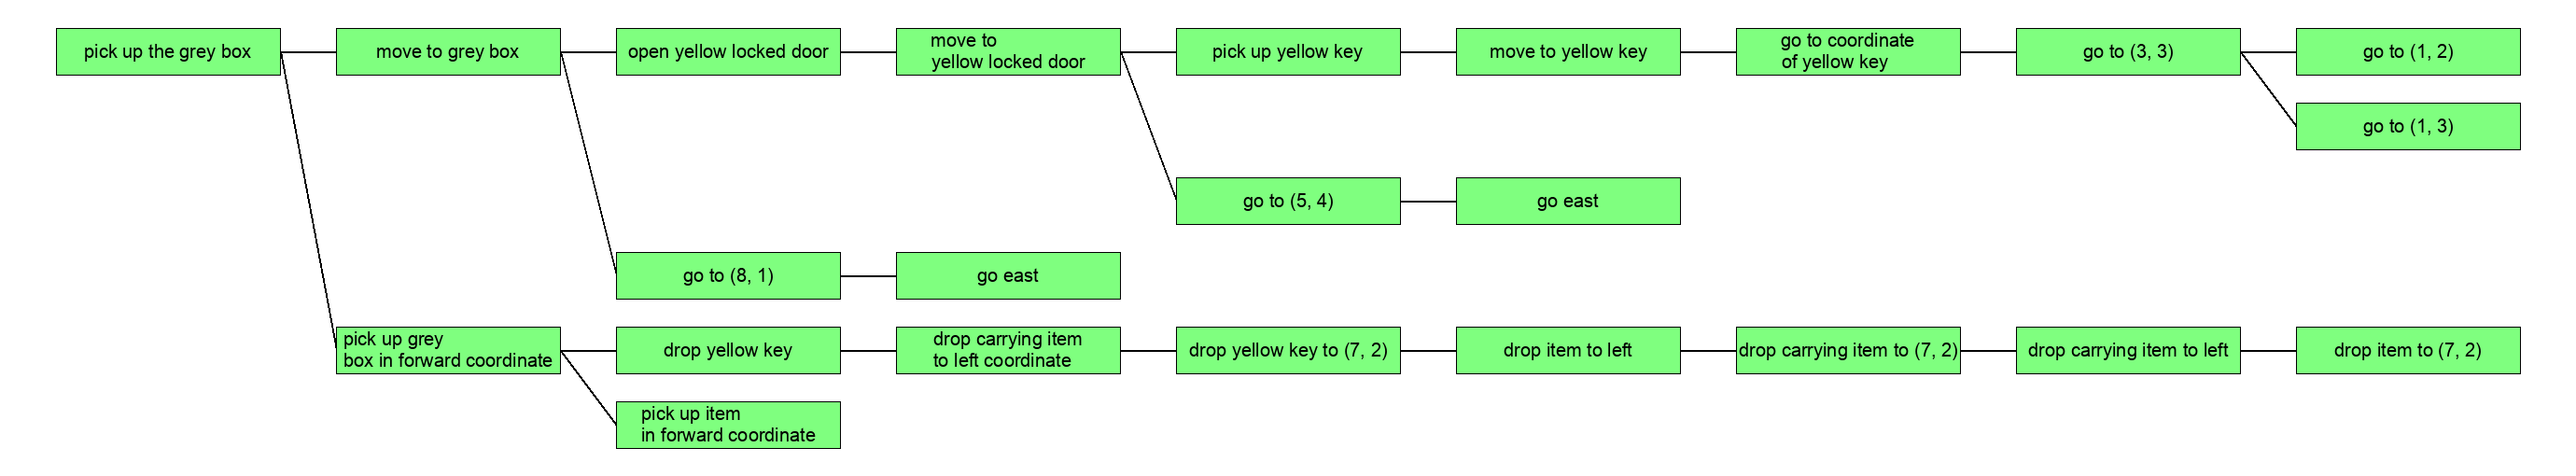 pick up the grey box
move to grey box
open yellow locked door
move to
yellow locked door
pick up yellow key
move to yellow key
go to coordinate
of yellow key
go to (3, 3)
go to (1, 2)
go to (1, 3)
go to (5, 4)
go east
go to (8, 1)
go east
pick up grey
box in forward coordinate
drop yellow key
drop carrying item
to left coordinate
drop yellow key to (7, 2)
drop item to left
drop carrying item to (7, 2)
drop carrying item to left
drop item to (7, 2)
pick up item
in forward coordinate